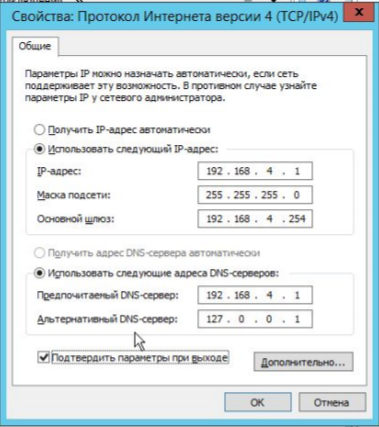 Свойства: Протокол Интернета версии 4 (TCP/IPv4)
Общие
Параметры IP можно назначать автоматически, если сеть
поддерживает эту возможность. В противном случае узнайте
параметры IP у сетевого администратора.
Получить IP-адрес автоматически
Использовать следующий IP-адрес:
IP-адрес: 192 . 168 . 4 . 1
Маска подсети: 255 . 255 . 255 . 0
Основной шлюз: 192 . 168 . 4 . 254
Получить адрес DNS-сервера автоматически
Использовать следующие адреса DNS-серверов:
Предпочитаемый DNS-сервер: 192 . 168 . 4 . 1
Альтернативный DNS-сервер: 127 . 0 . 0 . 1
Подтвердить параметры при выходе
Дополнительно...
ОК Отмена